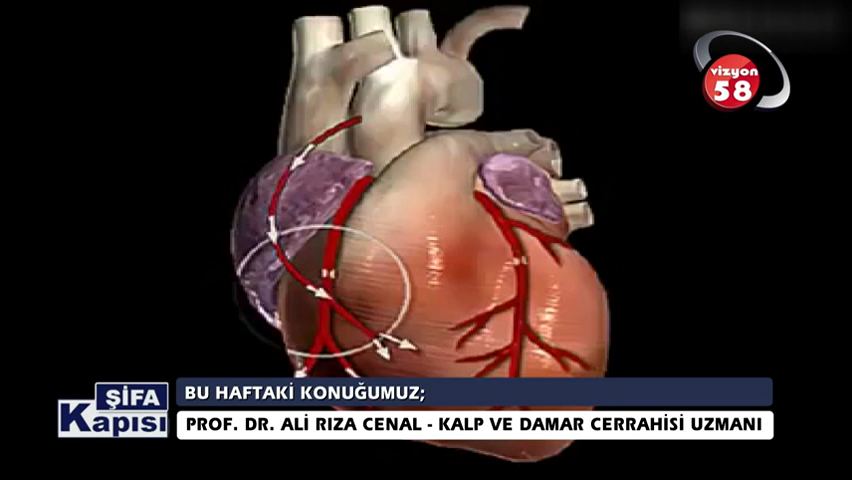 vizyon
58
ŞİFA
Kapısı
BU HAFTAKİ KONUĞUMUZ;
PROF. DR. ALİ RIZA CENAL - KALP VE DAMAR CERRAHİSİ UZMANI